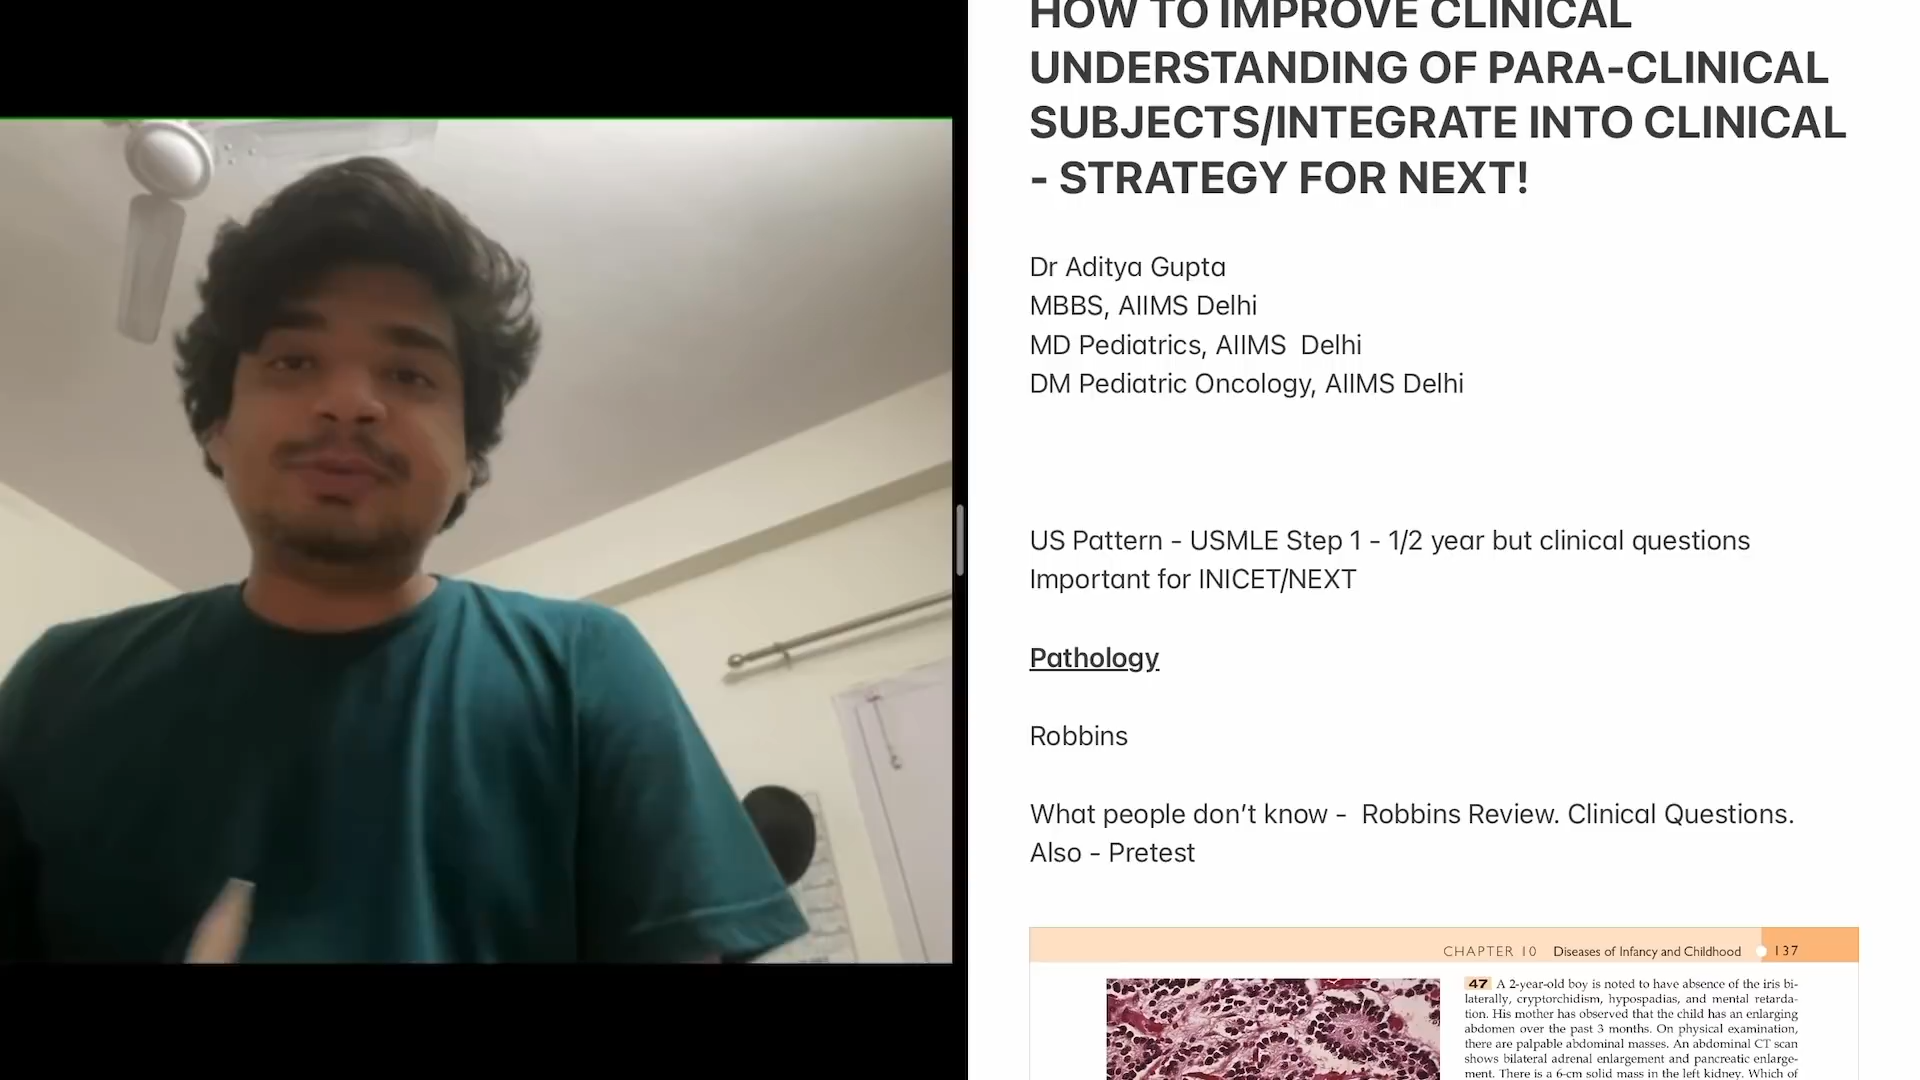 HOW TO IMPROVE CLINICAL
UNDERSTANDING OF PARA-CLINICAL
SUBJECTS/INTEGRATE INTO CLINICAL
- STRATEGY FOR NEXT!
Dr Aditya Gupta
MBBS, AIIMS Delhi
MD Pediatrics, AIIMS  Delhi
DM Pediatric Oncology, AIIMS Delhi
US Pattern - USMLE Step 1 - 1/2 year but clinical questions
Important for INICET/NEXT
Pathology
Robbins
What people don’t know -  Robbins Review. Clinical Questions.
Also - Pretest
CHAPTER 10 Diseases of Infancy and Childhood 137
47 A 2-year-old boy is noted to have absence of the iris bi-
laterally, cryptorchidism, hypospadias, and mental retarda-
tion. His mother has observed that the child has an enlarging
abdomen over the past 3 months. On physical examination,
there are palpable abdominal masses. An abdominal CT scan
shows bilateral adrenal enlargement and pancreatic enlarge-
ment. There is a 6-cm solid mass in the left kidney. Which of